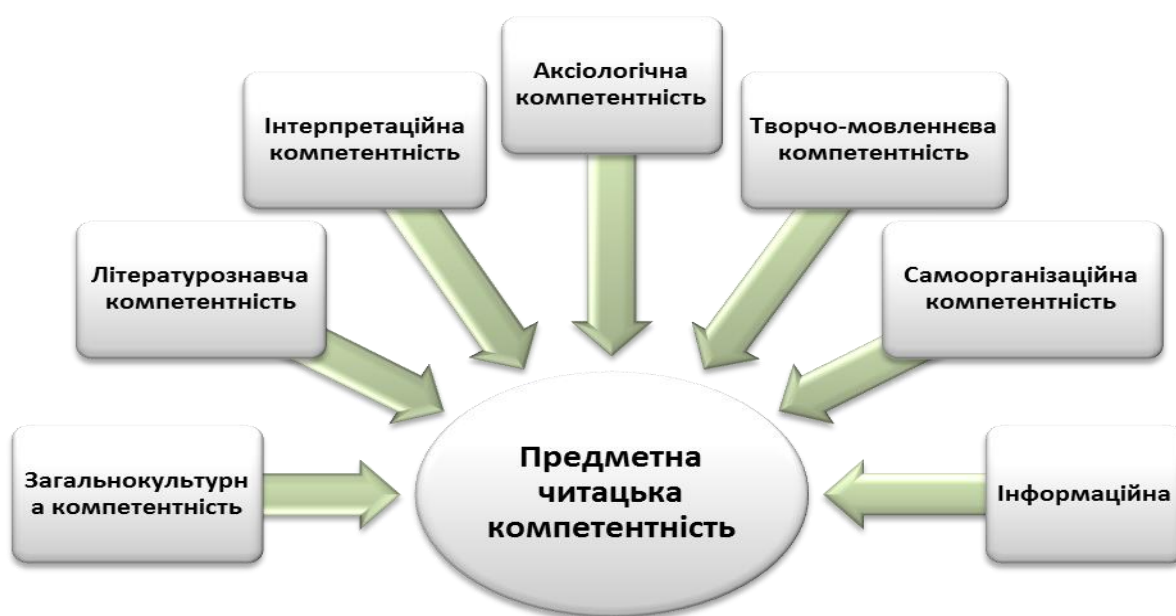 Аксіологічна
компетентність
Інтерпретаційна
компетентність
Творчо-мовленнєва
компетентність
Літературознавча
компетентність
Самоорганізаційна
компетентність
Загальнокультурн
а компетентність
Предметна
читацька
компетентність
Інформаційна